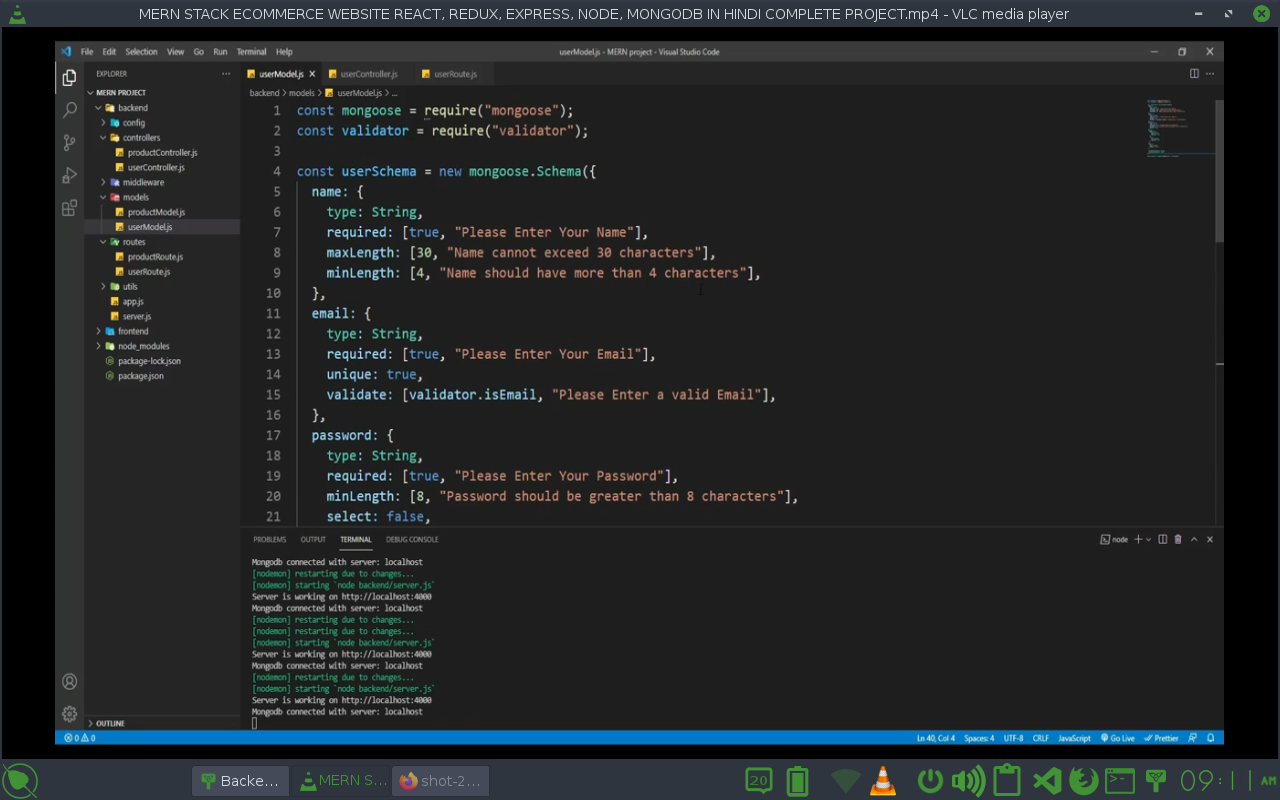 MERN STACK ECOMMERCE WEBSITE REACT, REDUX, EXPRESS, NODE, MONGODB IN HINDI COMPLETE PROJECT.mp4 - VLC media player
File Edit Selection View Go Run Terminal Help
userModel.js - MERN project - Visual Studio Code
EXPLORER
MERN PROJECT
backend
config
controllers
productController.js
userController.js
middleware
models
productModel.js
userModel.js
routes
productRoute.js
userRoute.js
utils
app.js
server.js
frontend
node_modules
package-lock.json
package.json
OUTLINE
userModel.js userController.js userRoute.js
backend > models > userModel.js > ...
1 const mongoose = require("mongoose");
2 const validator = require("validator");
3
4 const userSchema = new mongoose.Schema({
5 name: {
6 type: String,
7 required: [true, "Please Enter Your Name"],
8 maxLength: [30, "Name cannot exceed 30 characters"],
9 minLength: [4, "Name should have more than 4 characters"],
10 },
11 email: {
12 type: String,
13 required: [true, "Please Enter Your Email"],
14 unique: true,
15 validate: [validator.isEmail, "Please Enter a valid Email"],
16 },
17 password: {
18 type: String,
19 required: [true, "Please Enter Your Password"],
20 minLength: [8, "Password should be greater than 8 characters"],
21 select: false,
PROBLEMS OUTPUT TERMINAL DEBUG CONSOLE
node
Mongodb connected with server: localhost
[nodemon] restarting due to changes...
[nodemon] starting `node backend/server.js`
Server is working on http://localhost:4000
Mongodb connected with server: localhost
[nodemon] restarting due to changes...
[nodemon] restarting due to changes...
[nodemon] starting `node backend/server.js`
Server is working on http://localhost:4000
Mongodb connected with server: localhost
[nodemon] restarting due to changes...
[nodemon] starting `node backend/server.js`
Server is working on http://localhost:4000
Mongodb connected with server: localhost
0 0
Ln 40, Col 4 Spaces: 4 UTF-8 CRLF JavaScript Go Live Prettier
Backe... MERN S... shot-2... 20 09:11 AM